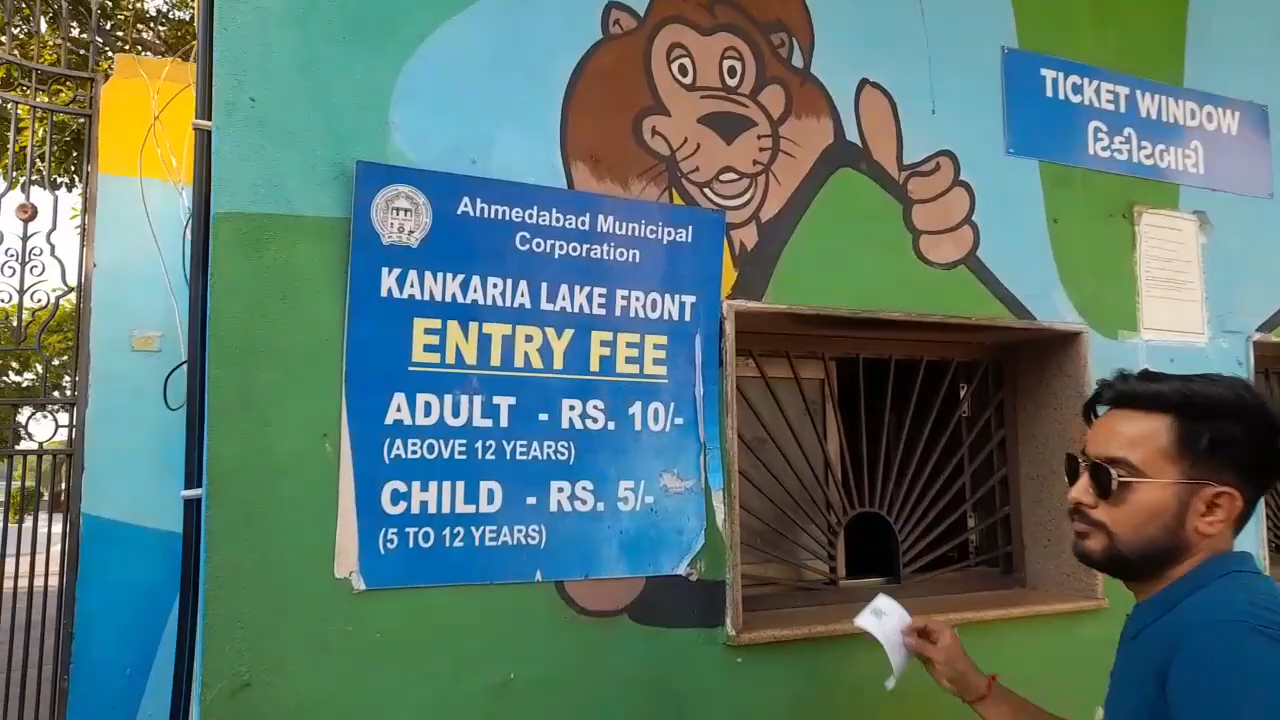 Ahmedabad Municipal
Corporation
KANKARIA LAKE FRONT
ENTRY FEE
ADULT - RS. 10/-
(ABOVE 12 YEARS)
CHILD - RS. 5/-
(5 TO 12 YEARS)
TICKET WINDOW
ટિકીટબારી